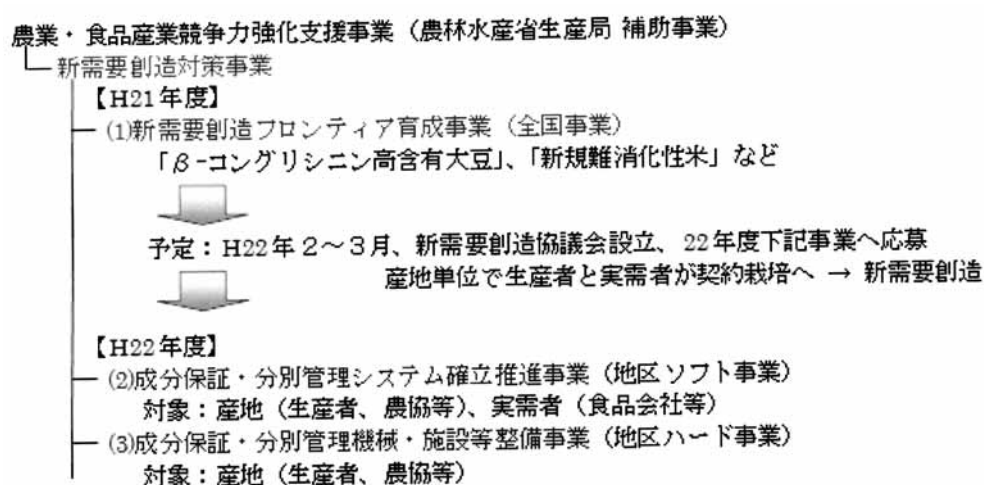 農業・食品産業競争力強化支援事業（農林水産省生産局 補助事業）
新需要創造対策事業
【H21年度】
(1)新需要創造フロンティア育成事業（全国事業）
「β-コングリシニン高含有大豆」、「新規難消化性米」など
予定：H22年２～３月、新需要創造協議会設立、22年度下記事業へ応募
産地単位で生産者と実需者が契約栽培へ → 新需要創造
【H22年度】
(2)成分保証・分別管理システム確立推進事業（地区ソフト事業）
対象：産地（生産者、農協等）、実需者（食品会社等）
(3)成分保証・分別管理機械・施設等整備事業（地区ハード事業）
対象：産地（生産者、農協等）